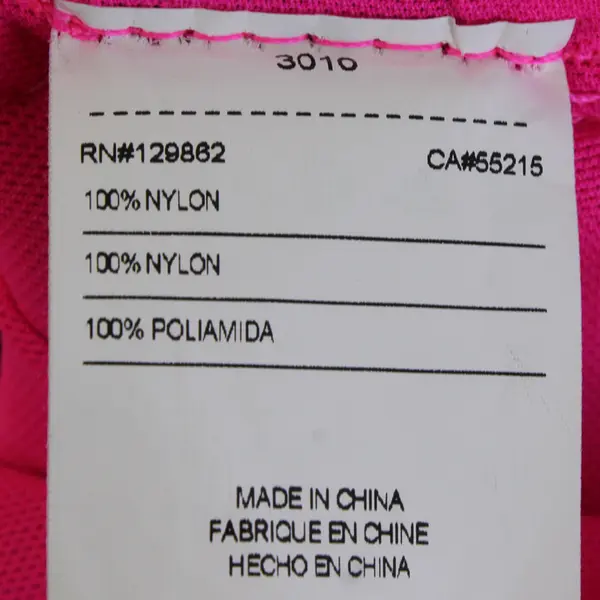 3010
RN#129862 CA#55215
100% NYLON
100% NYLON
100% POLIAMIDA
MADE IN CHINA
FABRIQUE EN CHINE
HECHO EN CHINA